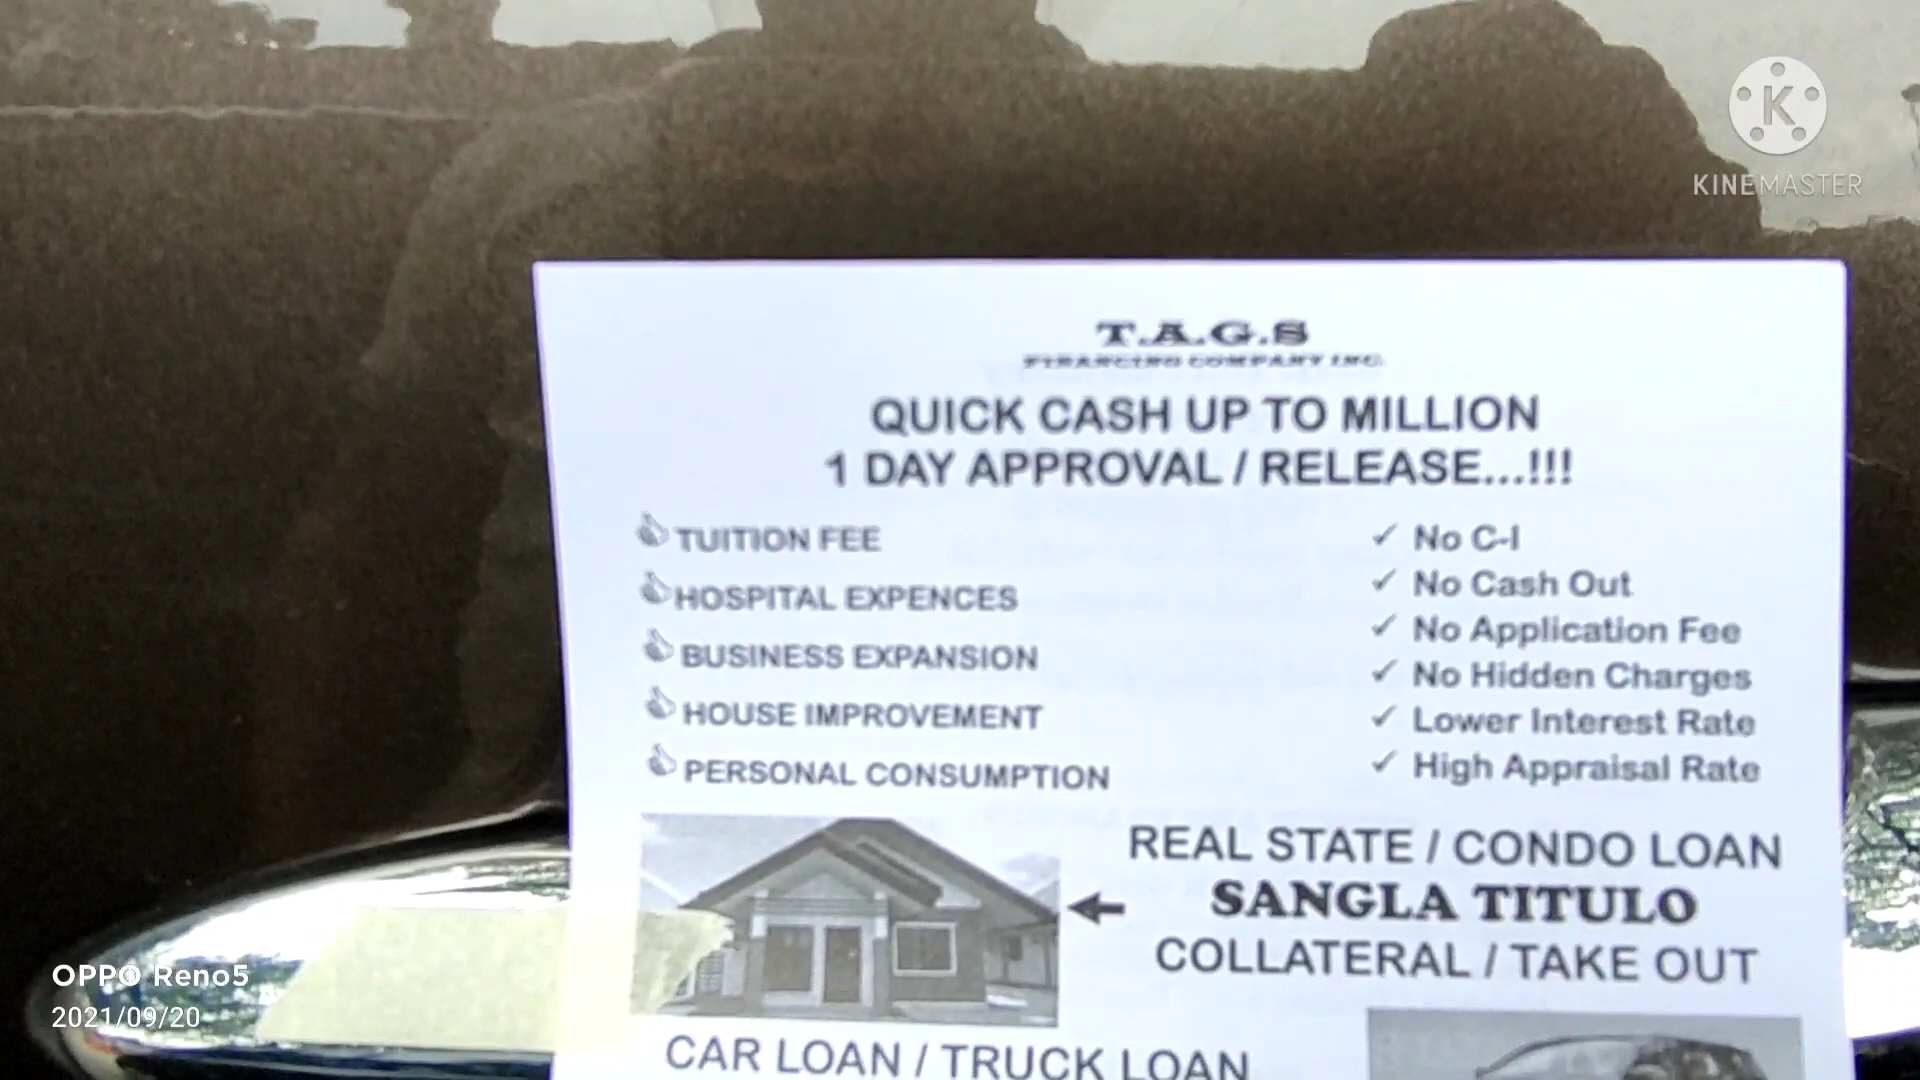 KINEMASTER
T.A.G.S
FINANCING COMPANY INC.
QUICK CASH UP TO MILLION
1 DAY APPROVAL / RELEASE...!!!
TUITION FEE
HOSPITAL EXPENCES
BUSINESS EXPANSION
HOUSE IMPROVEMENT
PERSONAL CONSUMPTION
✓ No C-I
✓ No Cash Out
✓ No Application Fee
✓ No Hidden Charges
✓ Lower Interest Rate
✓ High Appraisal Rate
REAL STATE / CONDO LOAN
SANGLA TITULO
COLLATERAL / TAKE OUT
CAR LOAN / TRUCK LOAN
OPPO Reno5
2021/09/20